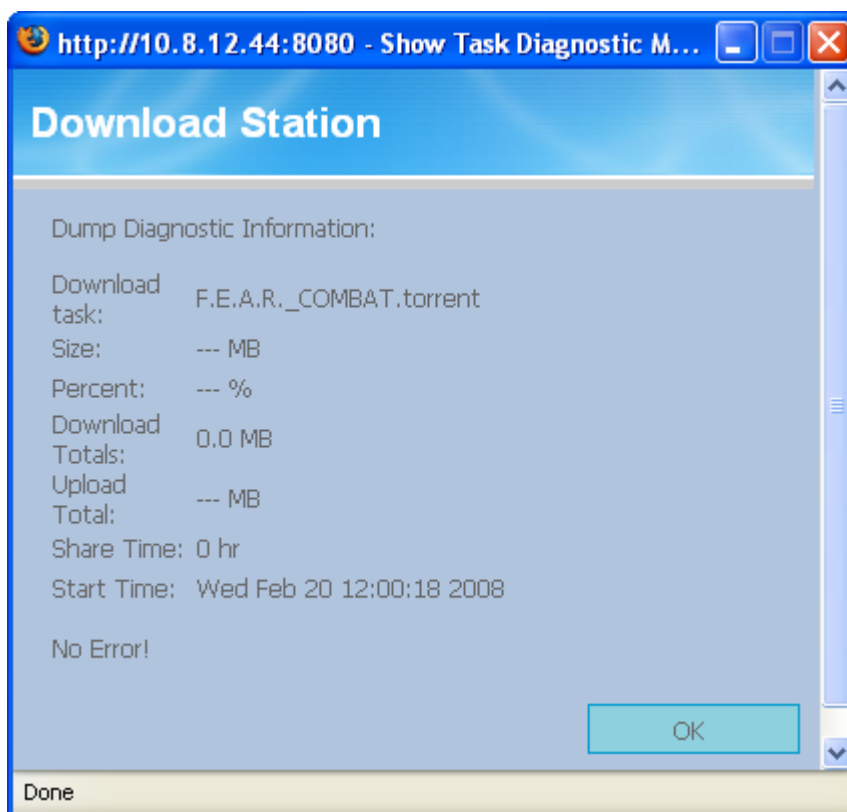 http://10.8.12.44:8080 - Show Task Diagnostic M...
Download Station
Dump Diagnostic Information:
Download task: F.E.A.R._COMBAT.torrent
Size: --- MB
Percent: --- %
Download Totals: 0.0 MB
Upload Total: --- MB
Share Time: 0 hr
Start Time: Wed Feb 20 12:00:18 2008
No Error!
OK
Done